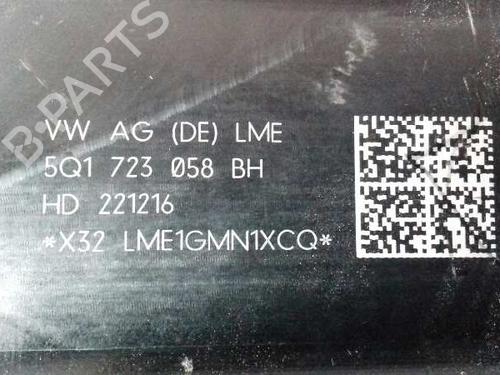 B-PARTS
VW AG (DE) LME
5Q1 723 058 BH
HD 221216
*X32 LME1GMN1XCQ*